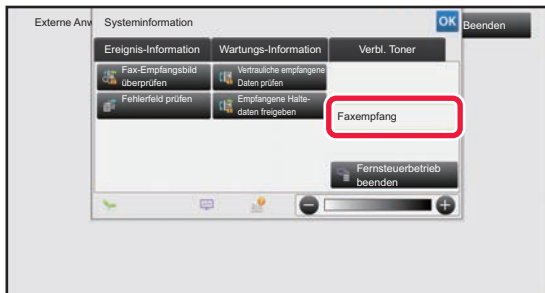 Externe Anw
Systeminformation
OK
Beenden
Ereignis-Information
Wartungs-Information
Verbl. Toner
Fax-Empfangsbild
überprüfen
Vertrauliche empfangene
Daten prüfen
Fehlerfeld prüfen
Empfangene Halte-
daten freigeben
Faxempfang
Fernsteuerbetrieb
beenden